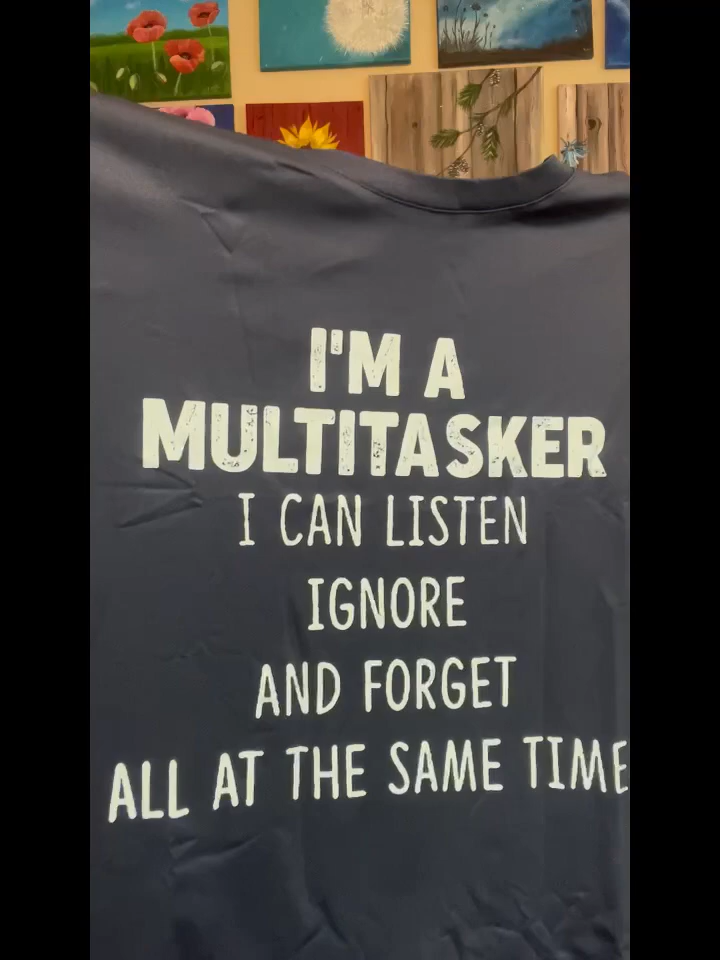 I'M A
MULTITASKER
I CAN LISTEN
IGNORE
AND FORGET
ALL AT THE SAME TIME